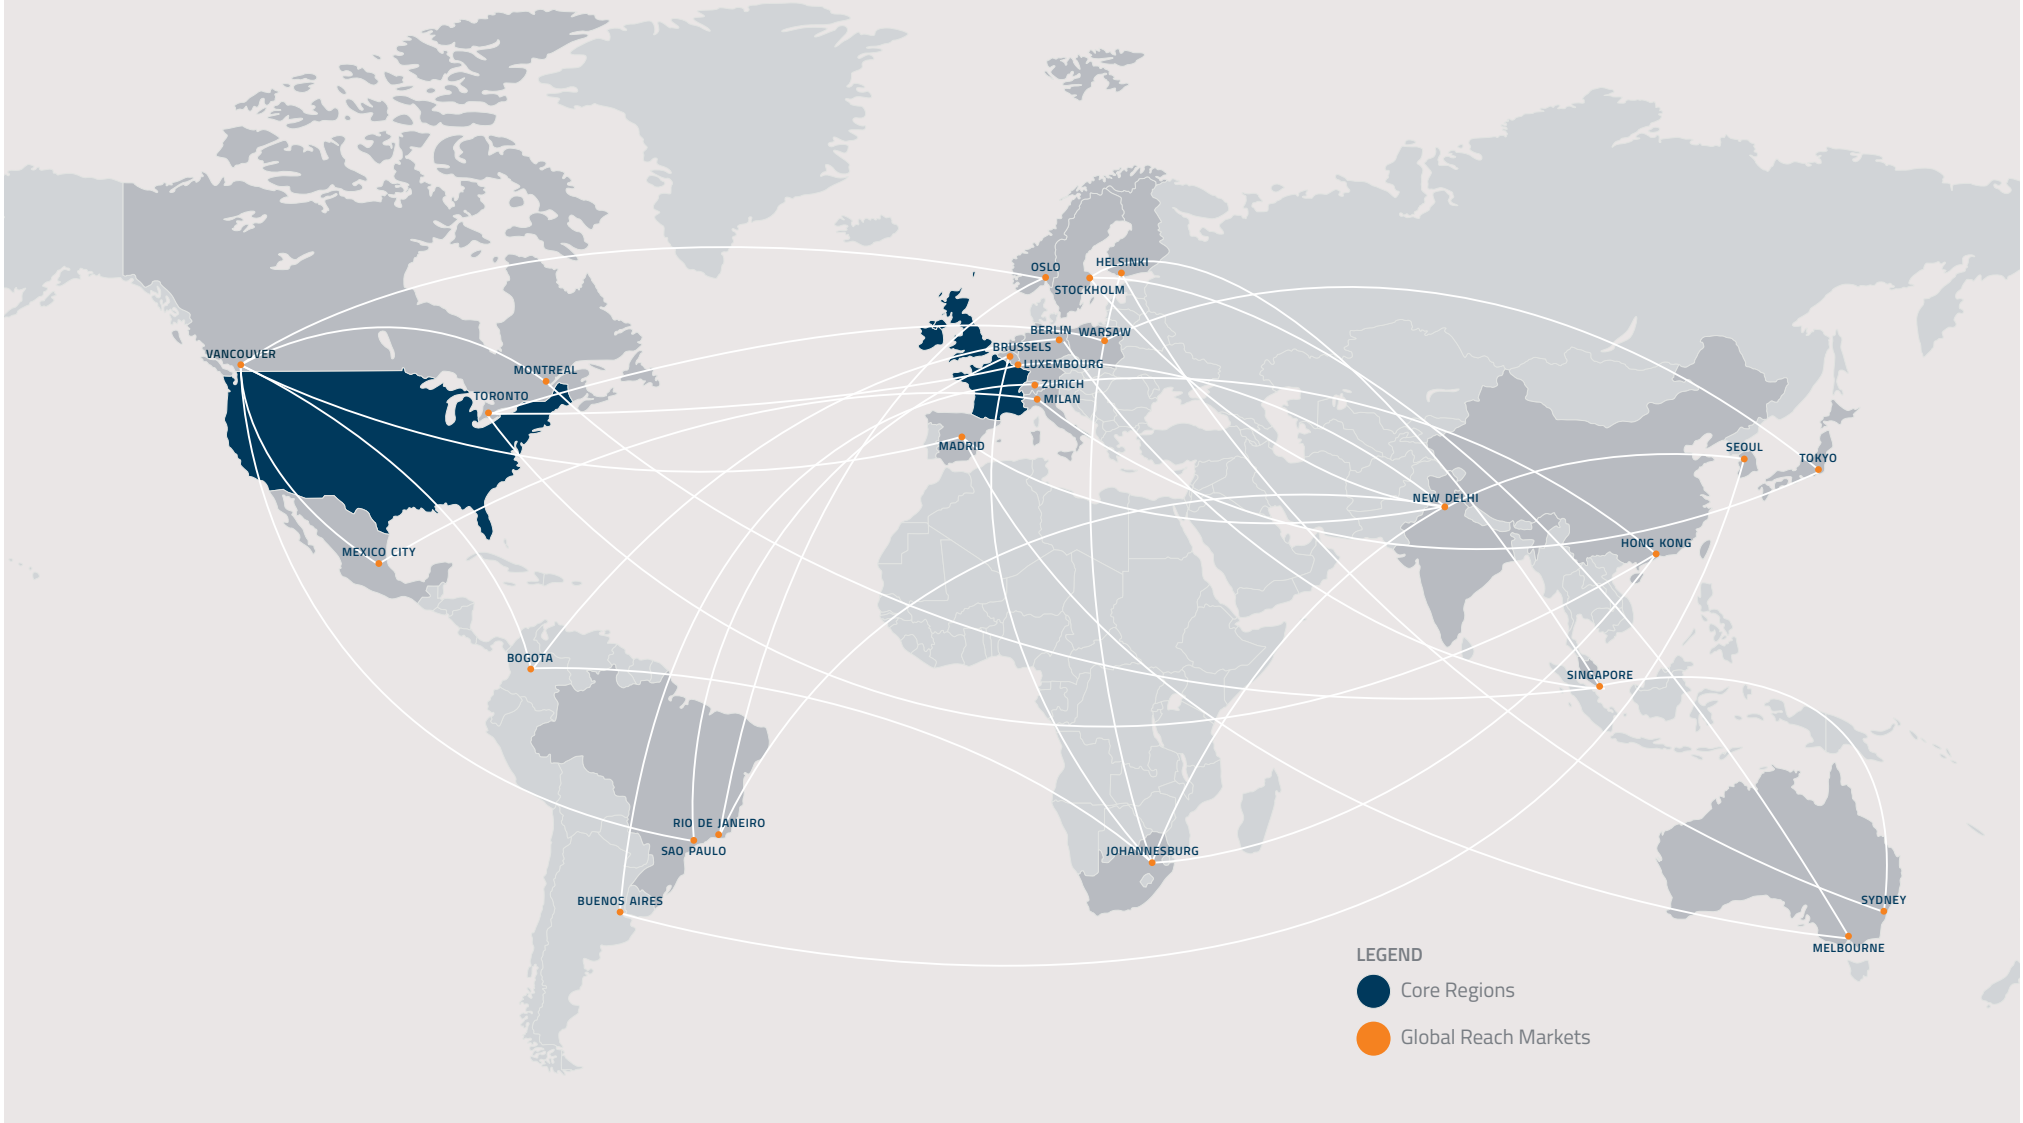 OSLO
HELSINKI
STOCKHOLM
BERLIN
WARSAW
BRUSSELS
LUXEMBOURG
ZURICH
MILAN
MADRID
VANCOUVER
MONTREAL
TORONTO
MEXICO CITY
BOGOTA
RIO DE JANEIRO
SAO PAULO
BUENOS AIRES
JOHANNESBURG
SEOUL
TOKYO
NEW DELHI
HONG KONG
SINGAPORE
SYDNEY
MELBOURNE
LEGEND
Core Regions
Global Reach Markets